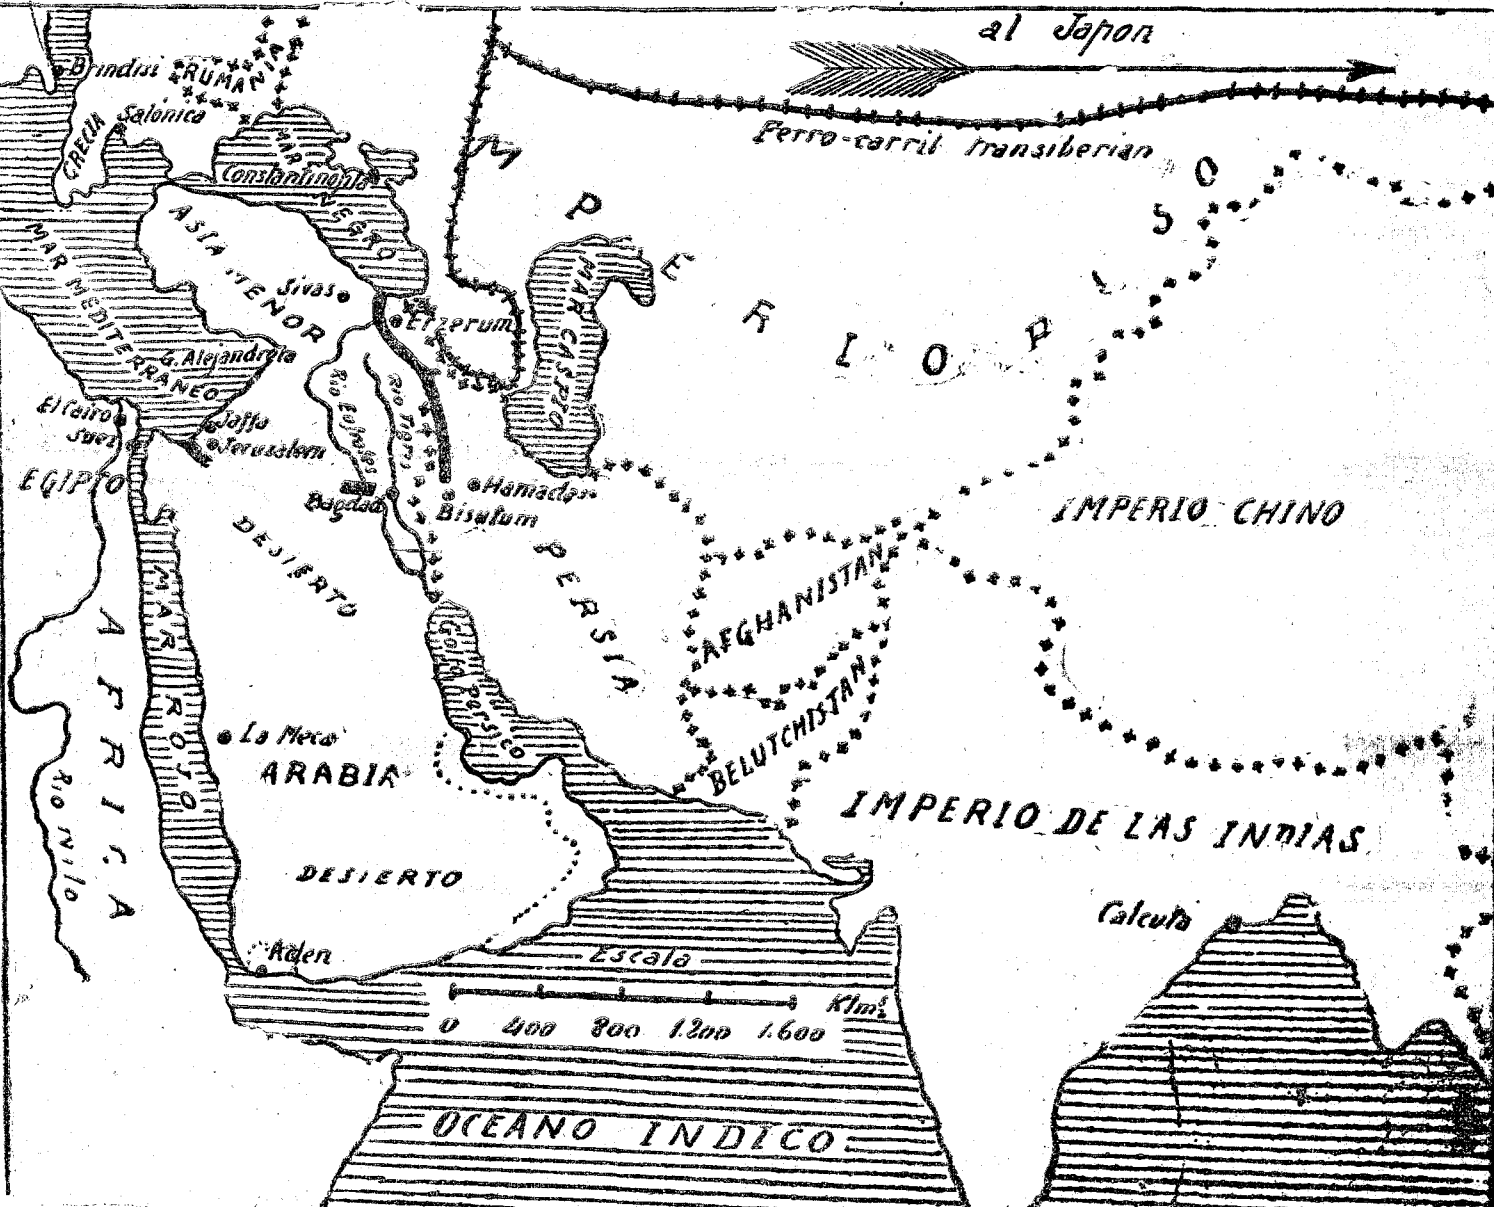 al Japon
Ferro-carril transiberian
Brindisi
RUMANIA
Salónica
GRECIA
MAR NEGRO
Constantinopla
IMPERIO RUSO
ASIA MENOR
Sivas
Erzerum
MAR CASPIO
MAR MEDITERRANEO
G. Alejandreta
El Cairo
Suez
Jaffa
Jerusalem
EGIPTO
Rio Eufrates
Rio Tigris
Bagdad
Hamadan
Bisutum
DESIERTO
PERSIA
IMPERIO CHINO
AFGHANISTAN
BELUTCHISTAN
Golfo Persico
AFRICA
MAR ROJO
Rio Nilo
La Meca
ARABIA
IMPERIO DE LAS INDIAS
DESIERTO
Calcuta
Aden
Escala
Klms
0 400 800 1.200 1.600
OCEANO INDICO